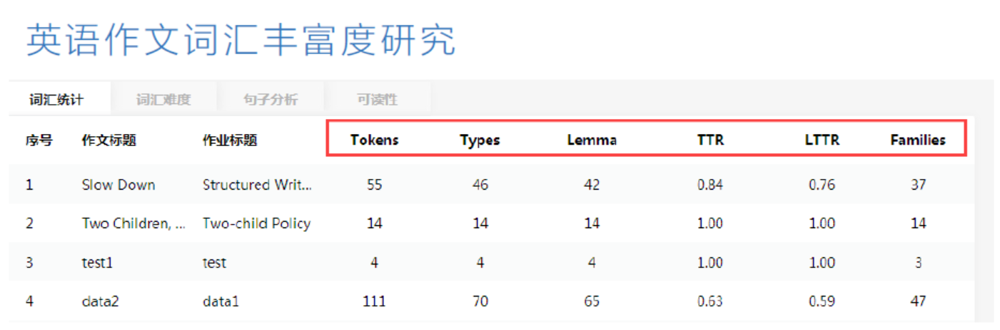 英语作文词汇丰富度研究
词汇统计 词汇难度 句子分析 可读性
序号 作文标题 作业标题 Tokens Types Lemma TTR LTTR Families
1 Slow Down Structured Writ... 55 46 42 0.84 0.76 37
2 Two Children, ... Two-child Policy 14 14 14 1.00 1.00 14
3 test1 test 4 4 4 1.00 1.00 3
4 data2 data1 111 70 65 0.63 0.59 47